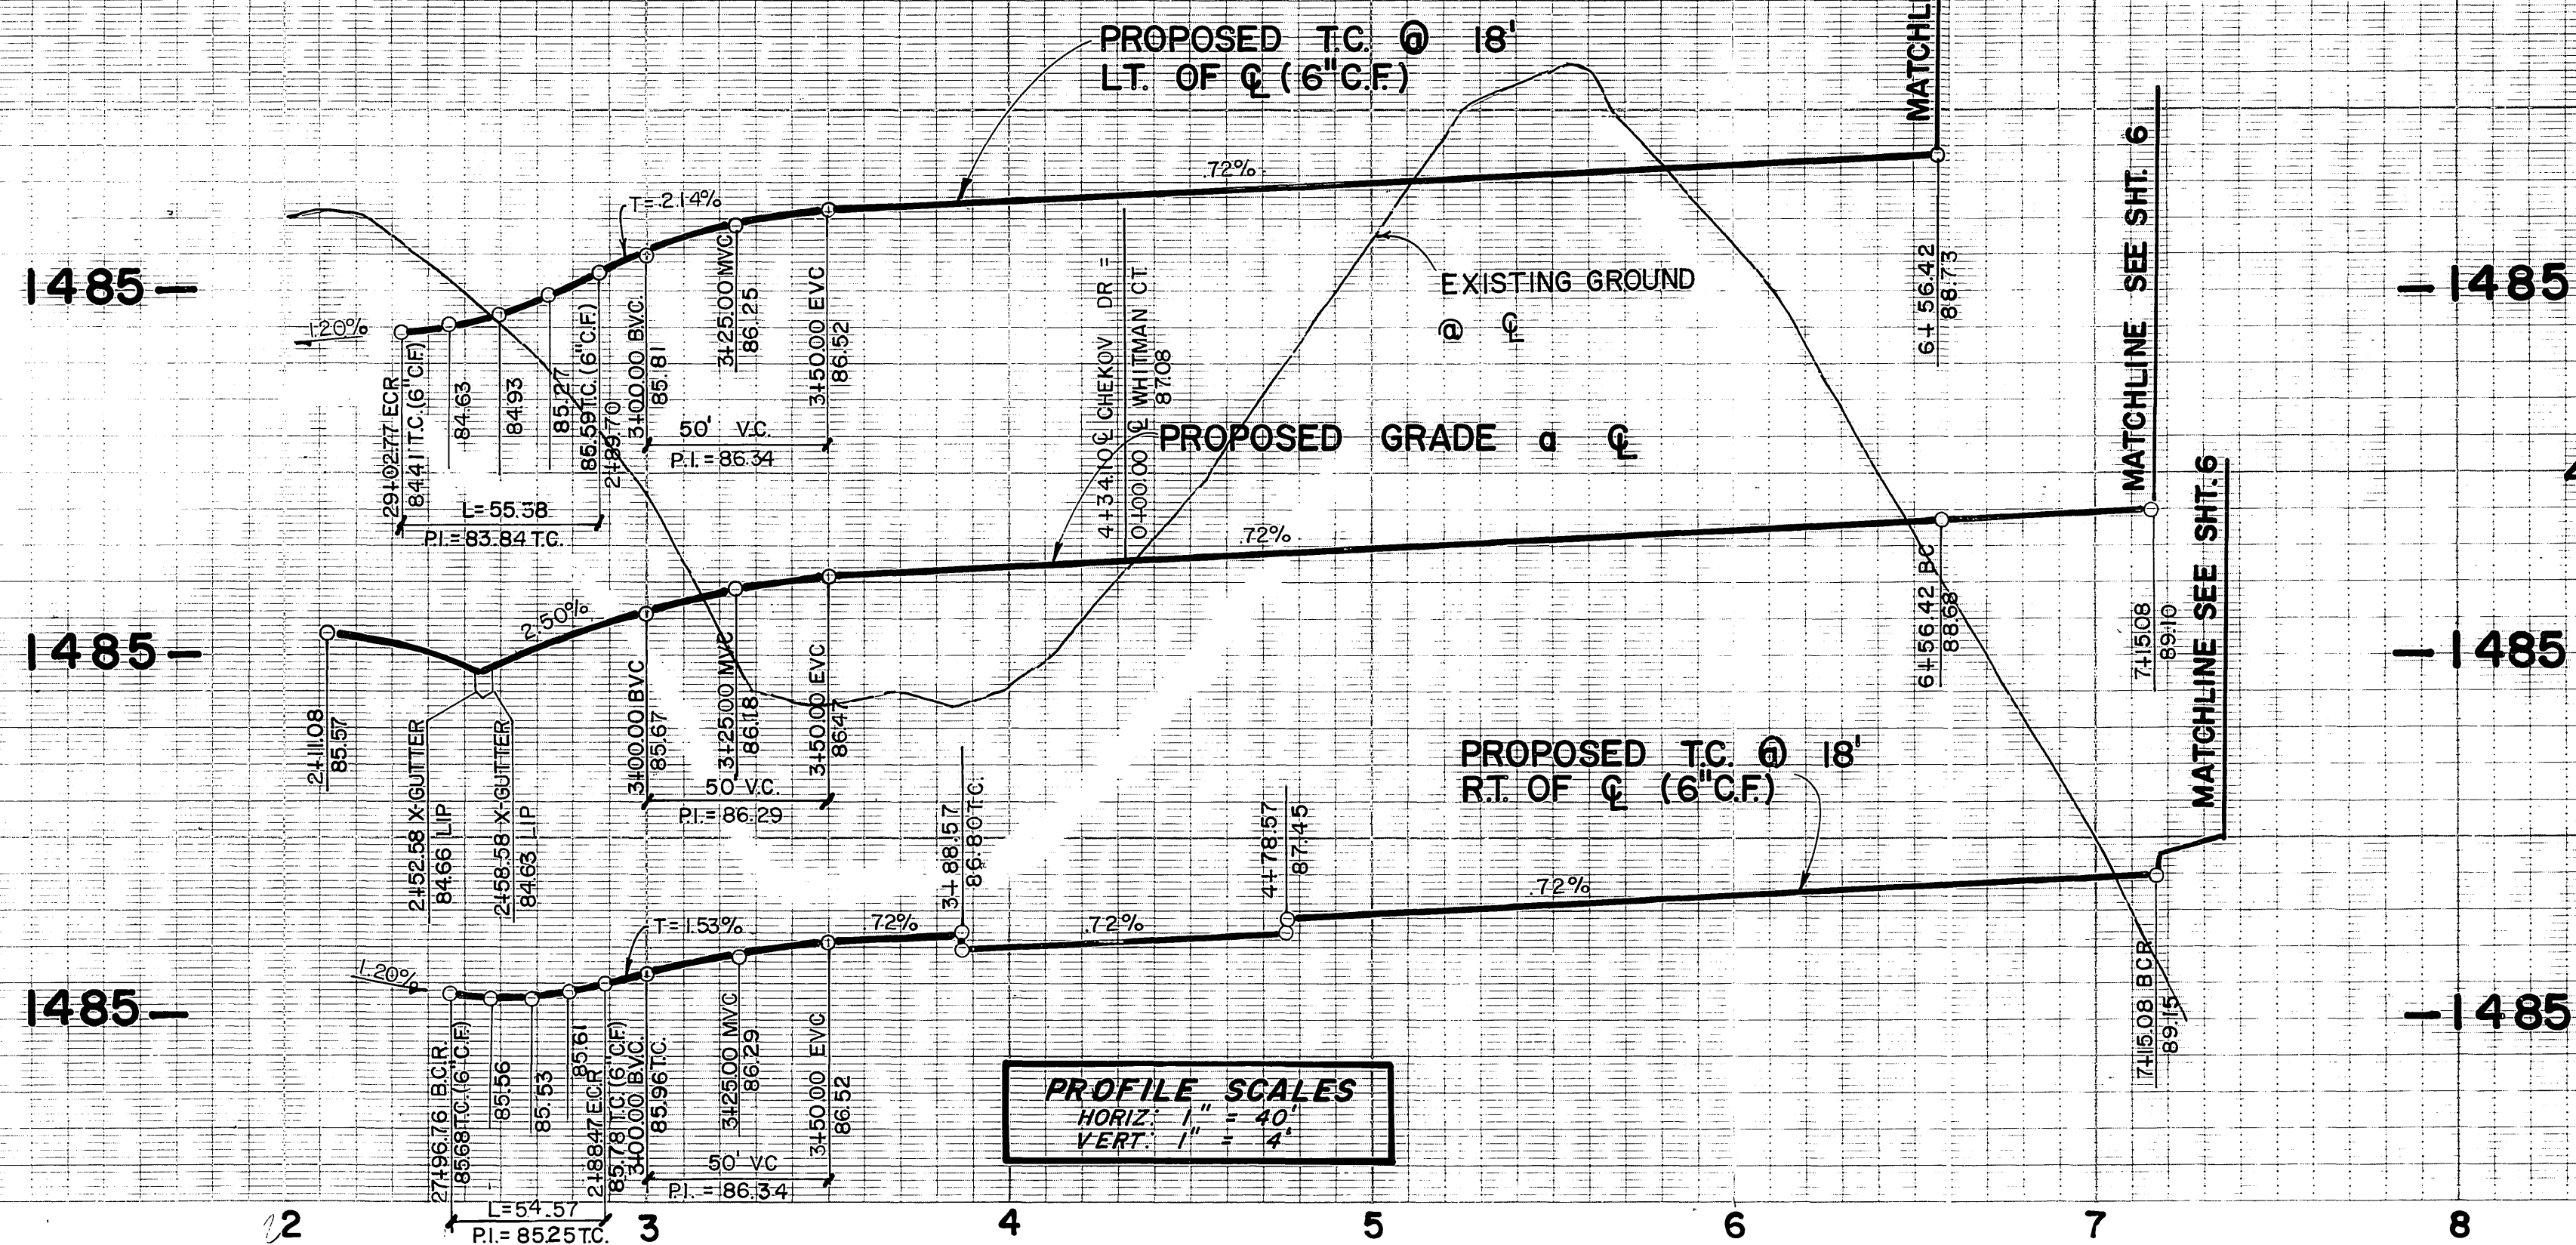 PROPOSED T.C. @ 18'
LT. OF ℄ (6"C.F.)
MATCHL
.72%
T=.2.14%
1485-
-1485
1.20%
29+02.77 ECR
84.41 T.C.(6"C.F.)
84.63
84.93
85.27
85.59 T.C.(6"C.F.)
2+89.70
3+00.00 B.V.C.
85.81
3+25.00 MVC
86.25
3+50.00 EVC
86.52
50' V.C.
P.I.=86.34
L=55.38
P.I.=83.84 T.C.
4+34.10 ℄ CHEKOV DR =
0+00.00 ℄ WHITMAN CT.
87.08
EXISTING GROUND
@ ℄
6+56.42
88.73
MATCHLINE SEE SHT. 6
PROPOSED GRADE a ℄
.72%
1485-
-1485
2.50%
2+11.08
85.57
2+52.58 X-GUTTER
84.66 LIP
2+58.58 X-GUTTER
84.63 LIP
3+00.00 BVC
85.67
3+25.00 MVC
86.18
3+50.00 EVC
86.47
50' V.C.
P.I.=86.29
6+56.42 BC
88.68
7+15.08
89.10
MATCHLINE SEE SHT. 6
PROPOSED T.C. @ 18'
R.T. OF ℄ (6"C.F.)
3+88.57
86.80 T.C.
4+78.57
87.45
.72%
.72%
.72%
T=1.53%
1.20%
1485-
-1485
27+96.76 B.C.R.
85.68 T.C.(6"C.F.)
85.56
85.53
85.61
2+88.47 E.C.R
85.78 T.C.(6"C.F.)
3+00.00 B.V.C.
85.96 T.C.
3+25.00 MVC
86.29
3+50.00 EVC
86.52
50' VC
P.I.=86.34
L=54.57
P.I.=85.25 T.C.
7+15.08 BCR
89.15
PROFILE SCALES
HORIZ: 1" = 40'
VERT: 1" = 4'
2 3 4 5 6 7 8